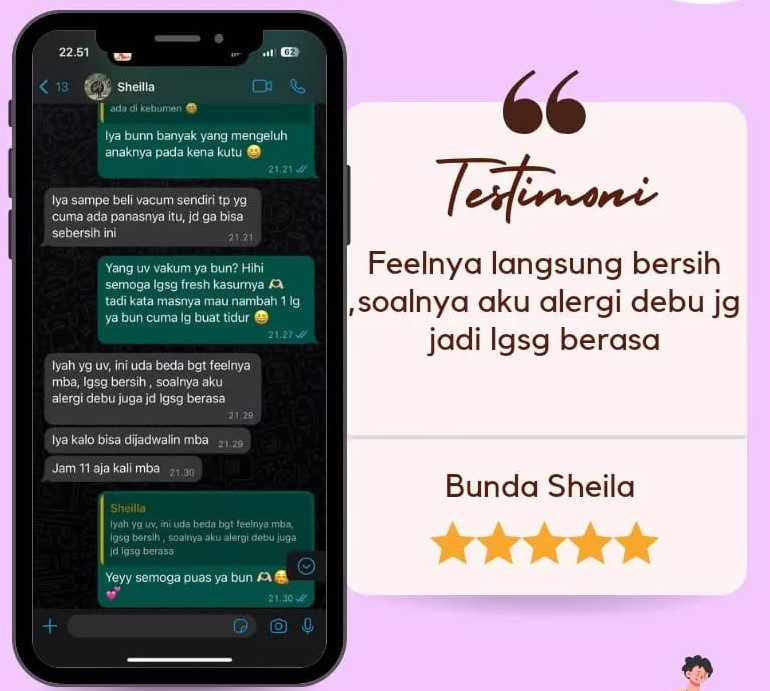 22.51
62
13
Sheilla
ada di kebumen 😄
Iya bunn banyak yang mengeluh
anaknya pada kena kutu 😄
21.21
Iya sampe beli vacum sendiri tp yg
cuma ada panasnya itu, jd ga bisa
sebersih ini
21.21
Yang uv vakum ya bun? Hihi
semoga lgsg fresh kasurnya 🫶🏻
tadi kata masnya mau nambah 1 lg
ya bun cuma lg buat tidur 😄
21.27
Iyah yg uv, ini uda beda bgt feelnya
mba, lgsg bersih , soalnya aku
alergi debu juga jd lgsg berasa
21.29
Iya kalo bisa dijadwalin mba
21.29
Jam 11 aja kali mba
21.30
Sheilla
Iyah yg uv, ini uda beda bgt feelnya mba,
lgsg bersih , soalnya aku alergi debu juga
jd lgsg berasa
Yeyy semoga puas ya bun 🫶🏻🥰
💕
21.30
Testimoni
Feelnya langsung bersih
,soalnya aku alergi debu jg
jadi lgsg berasa
Bunda Sheila